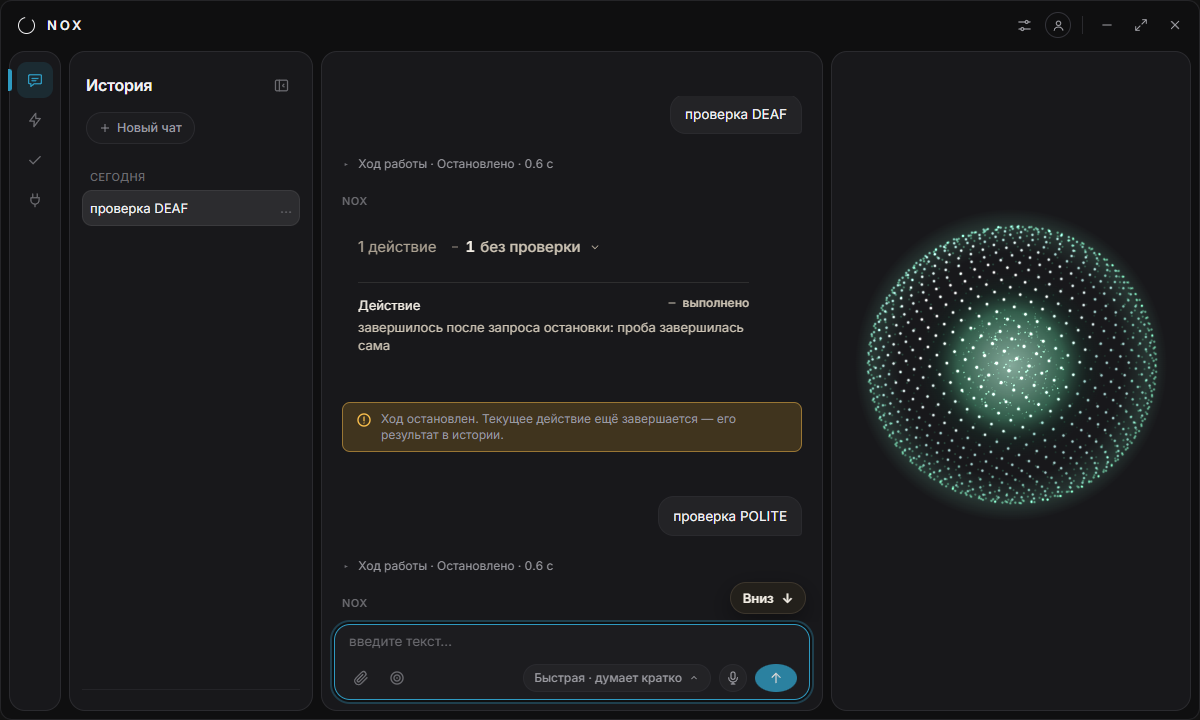 NOX
История
+ Новый чат
СЕГОДНЯ
проверка DEAF
...
проверка DEAF
Ход работы · Остановлено · 0.6 с
NOX
1 действие – 1 без проверки
Действие
– выполнено
завершилось после запроса остановки: проба завершилась
сама
Ход остановлен. Текущее действие ещё завершается — его
результат в истории.
проверка POLITE
Ход работы · Остановлено · 0.6 с
NOX
Вниз ↓
введите текст...
Быстрая · думает кратко